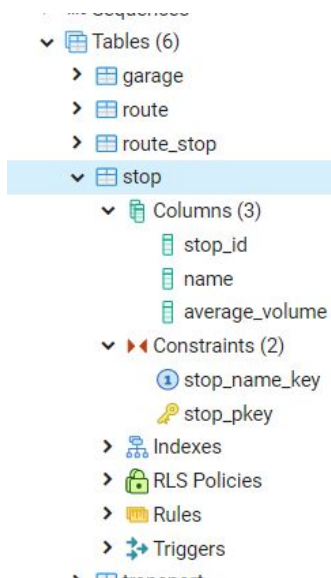 Tables (6)
garage
route
route_stop
stop
Columns (3)
stop_id
name
average_volume
Constraints (2)
1
stop_name_key
stop_pkey
Indexes
RLS Policies
Rules
Triggers